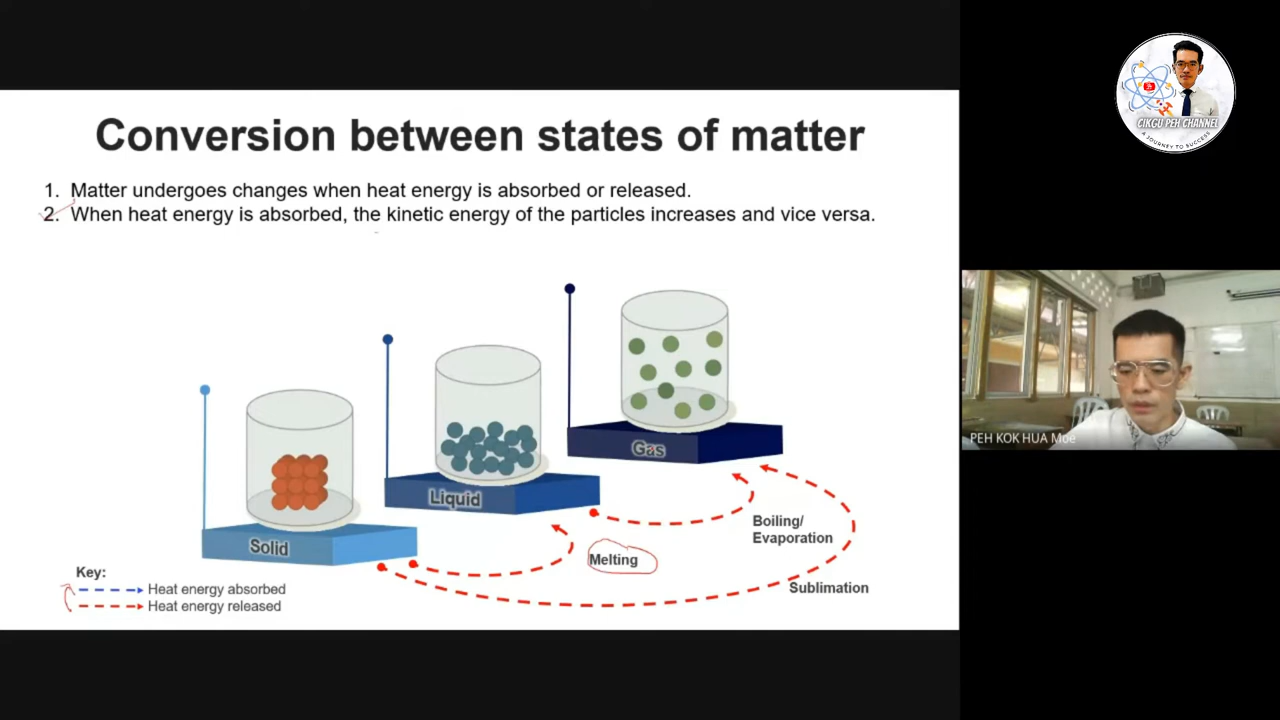 Conversion between states of matter
1. Matter undergoes changes when heat energy is absorbed or released.
2. When heat energy is absorbed, the kinetic energy of the particles increases and vice versa.
Gas
Liquid
Solid
Boiling/
Evaporation
Melting
Sublimation
Key:
Heat energy absorbed
Heat energy released
CIKGU PEH CHANNEL
A JOURNEY TO SUCCESS
PEH KOK HUA Moe